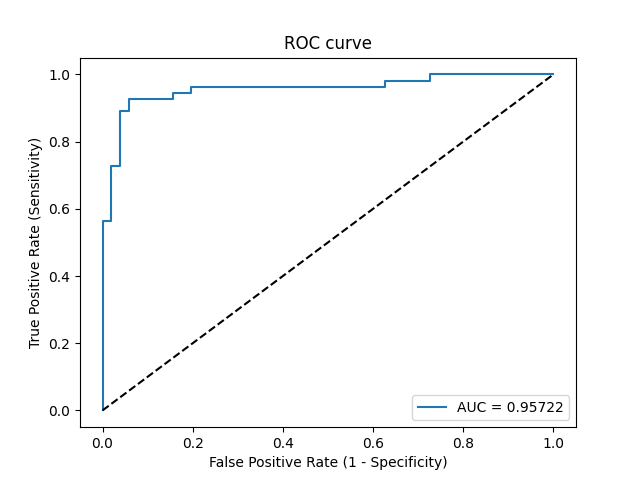 ROC curve
True Positive Rate (Sensitivity)
1.0
0.8
0.6
0.4
0.2
0.0
AUC = 0.95722
0.0 0.2 0.4 0.6 0.8 1.0
False Positive Rate (1 - Specificity)